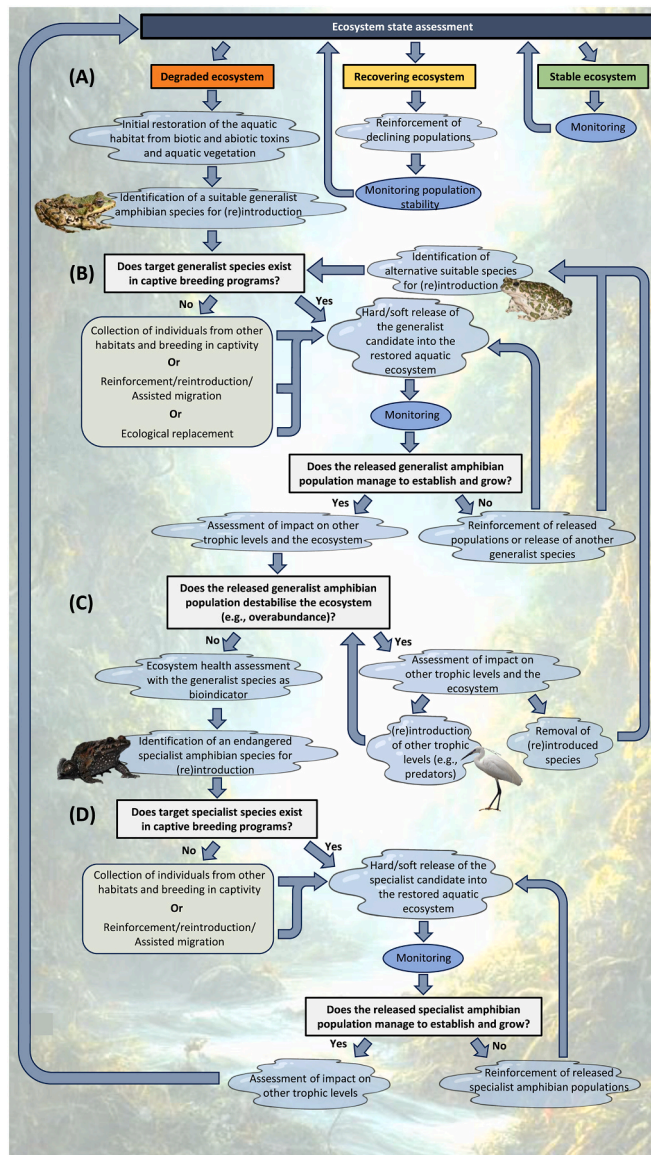 Ecosystem state assessment
(A)
Degraded ecosystem
Recovering ecosystem
Stable ecosystem
Initial restoration of the aquatic
habitat from biotic and abiotic toxins
and aquatic vegetation
Reinforcement of
declining populations
Monitoring
Identification of a suitable generalist
amphibian species for (re)introduction
Monitoring population
stability
(B)
Does target generalist species exist
in captive breeding programs?
Identification of
alternative suitable species
for (re)introduction
No
Yes
Collection of individuals from other
habitats and breeding in captivity
Or
Reinforcement/reintroduction/
Assisted migration
Or
Ecological replacement
Hard/soft release of
the generalist
candidate into the
restored aquatic
ecosystem
Monitoring
Does the released generalist amphibian
population manage to establish and grow?
Yes
No
Assessment of impact on other
trophic levels and the ecosystem
Reinforcement of released
populations or release of another
generalist species
(C)
Does the released generalist amphibian
population destabilise the ecosystem
(e.g., overabundance)?
No
Yes
Ecosystem health assessment
with the generalist species as
bioindicator
Assessment of impact on
other trophic levels and the
ecosystem
Identification of an endangered
specialist amphibian species for
(re)introduction
(re)introduction
of other trophic
levels (e.g.,
predators)
Removal of
(re)introduced
species
(D)
Does target specialist species exist
in captive breeding programs?
No
Yes
Collection of individuals from other
habitats and breeding in captivity
Or
Reinforcement/reintroduction/
Assisted migration
Hard/soft release of the
specialist candidate into
the restored aquatic
ecosystem
Monitoring
Does the released specialist amphibian
population manage to establish and grow?
Yes
No
Assessment of impact on
other trophic levels
Reinforcement of released
specialist amphibian populations